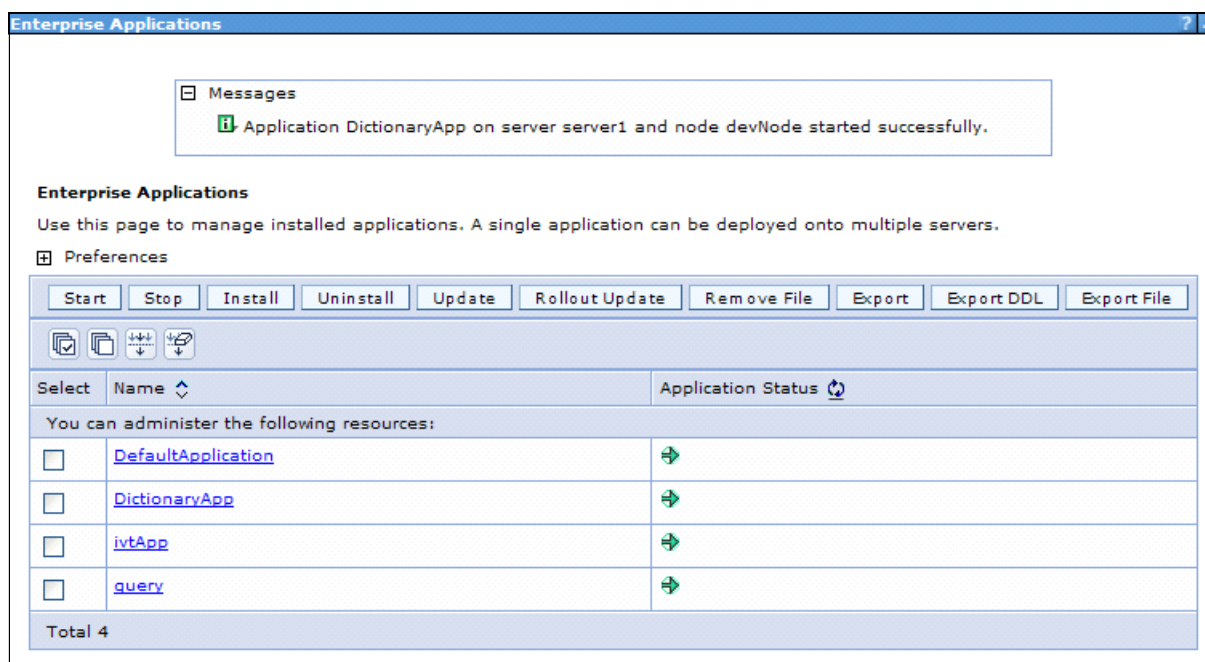 Enterprise Applications ?
Messages
Application DictionaryApp on server server1 and node devNode started successfully.
Enterprise Applications
Use this page to manage installed applications. A single application can be deployed onto multiple servers.
Preferences
Start Stop Install Uninstall Update Rollout Update Remove File Export Export DDL Export File
Select Name Application Status
You can administer the following resources:
DefaultApplication
DictionaryApp
ivtApp
query
Total 4